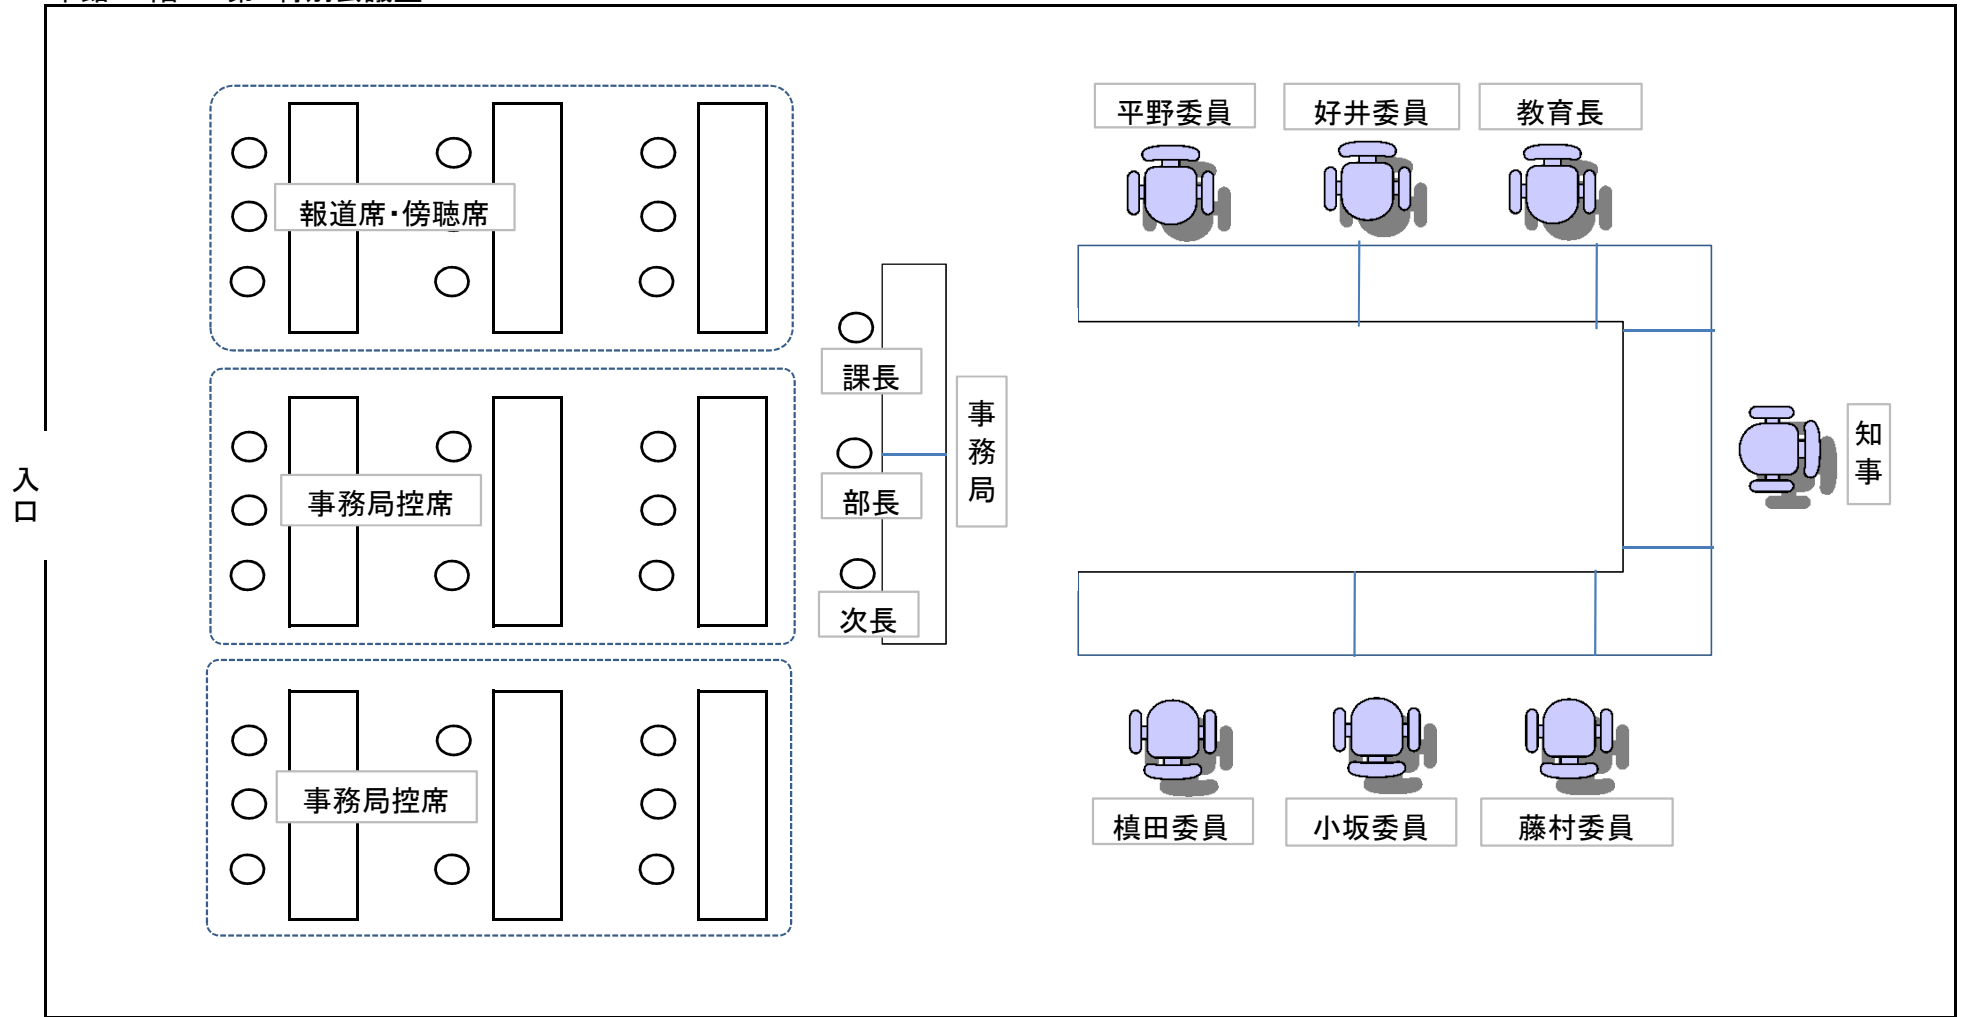 平野委員
好井委員
教育長
報道席・傍聴席
課長
事務局
知事
入口
部長
事務局控席
次長
事務局控席
槙田委員
小坂委員
藤村委員